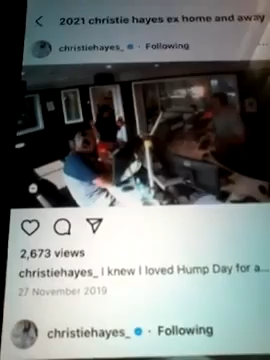 2021 christie hayes ex home and away
christiehayes_ · Following
2,673 views
christiehayes_ I knew I loved Hump Day for a...
27 November 2019
christiehayes_ · Following